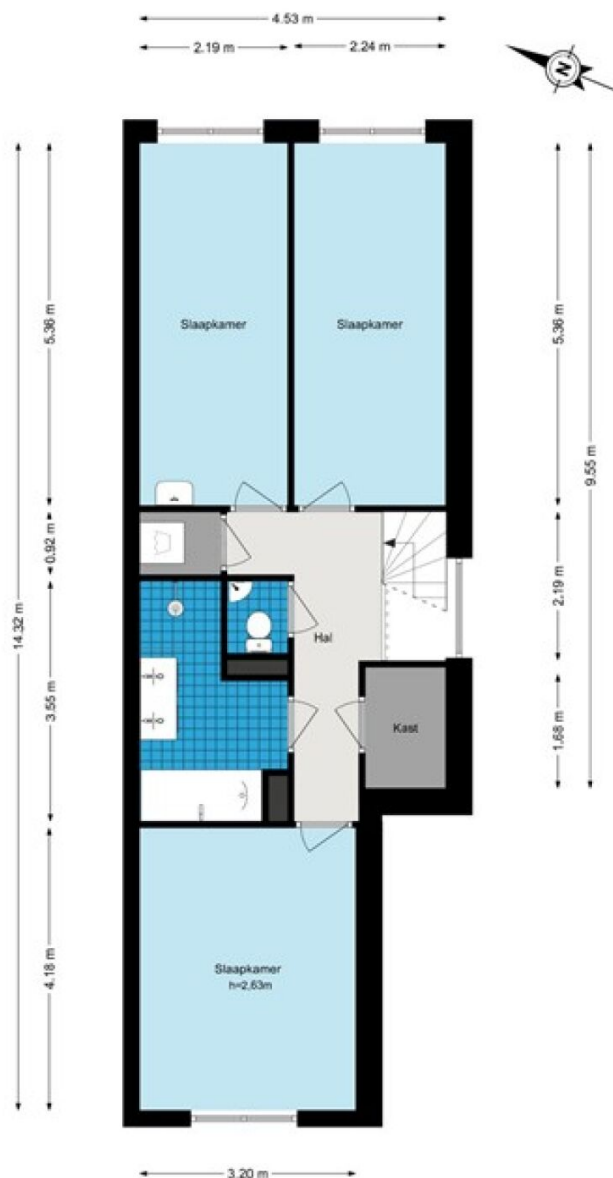 4.53 m
2.19 m
2.24 m
N
5.36 m
5.36 m
Slaapkamer
Slaapkamer
9.55 m
0.92 m
2.19 m
14.32 m
Hal
3.55 m
1.68 m
Kast
4.18 m
Slaapkamer
h=2,63m
3.20 m